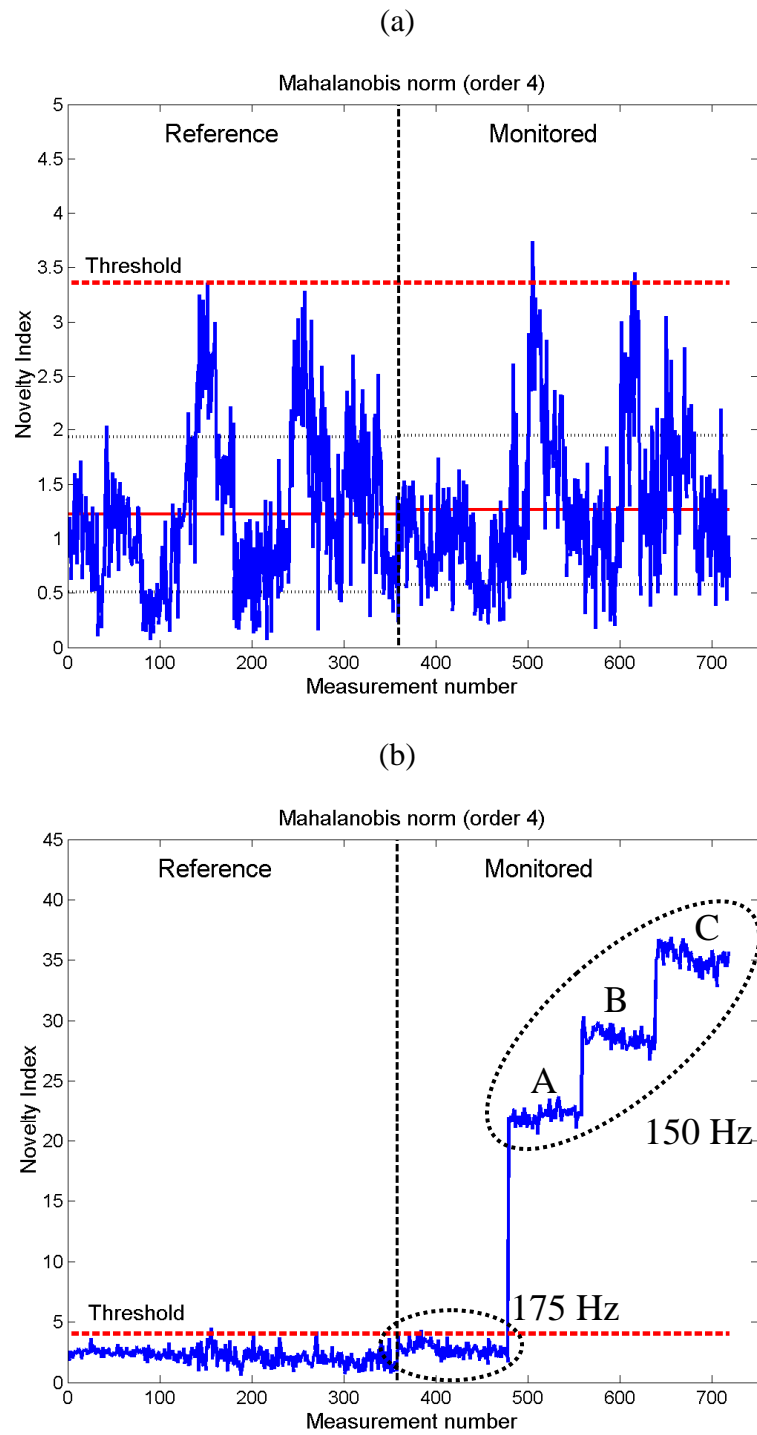 (a)
Mahalanobis norm (order 4)
5
4.5
4
3.5
3
2.5
2
1.5
1
0.5
0
Reference
Monitored
Threshold
Novelty Index
0 100 200 300 400 500 600 700
Measurement number
(b)
Mahalanobis norm (order 4)
45
40
35
30
25
20
15
10
5
0
Reference
Monitored
C
B
A
150 Hz
175 Hz
Threshold
Novelty Index
0 100 200 300 400 500 600 700
Measurement number